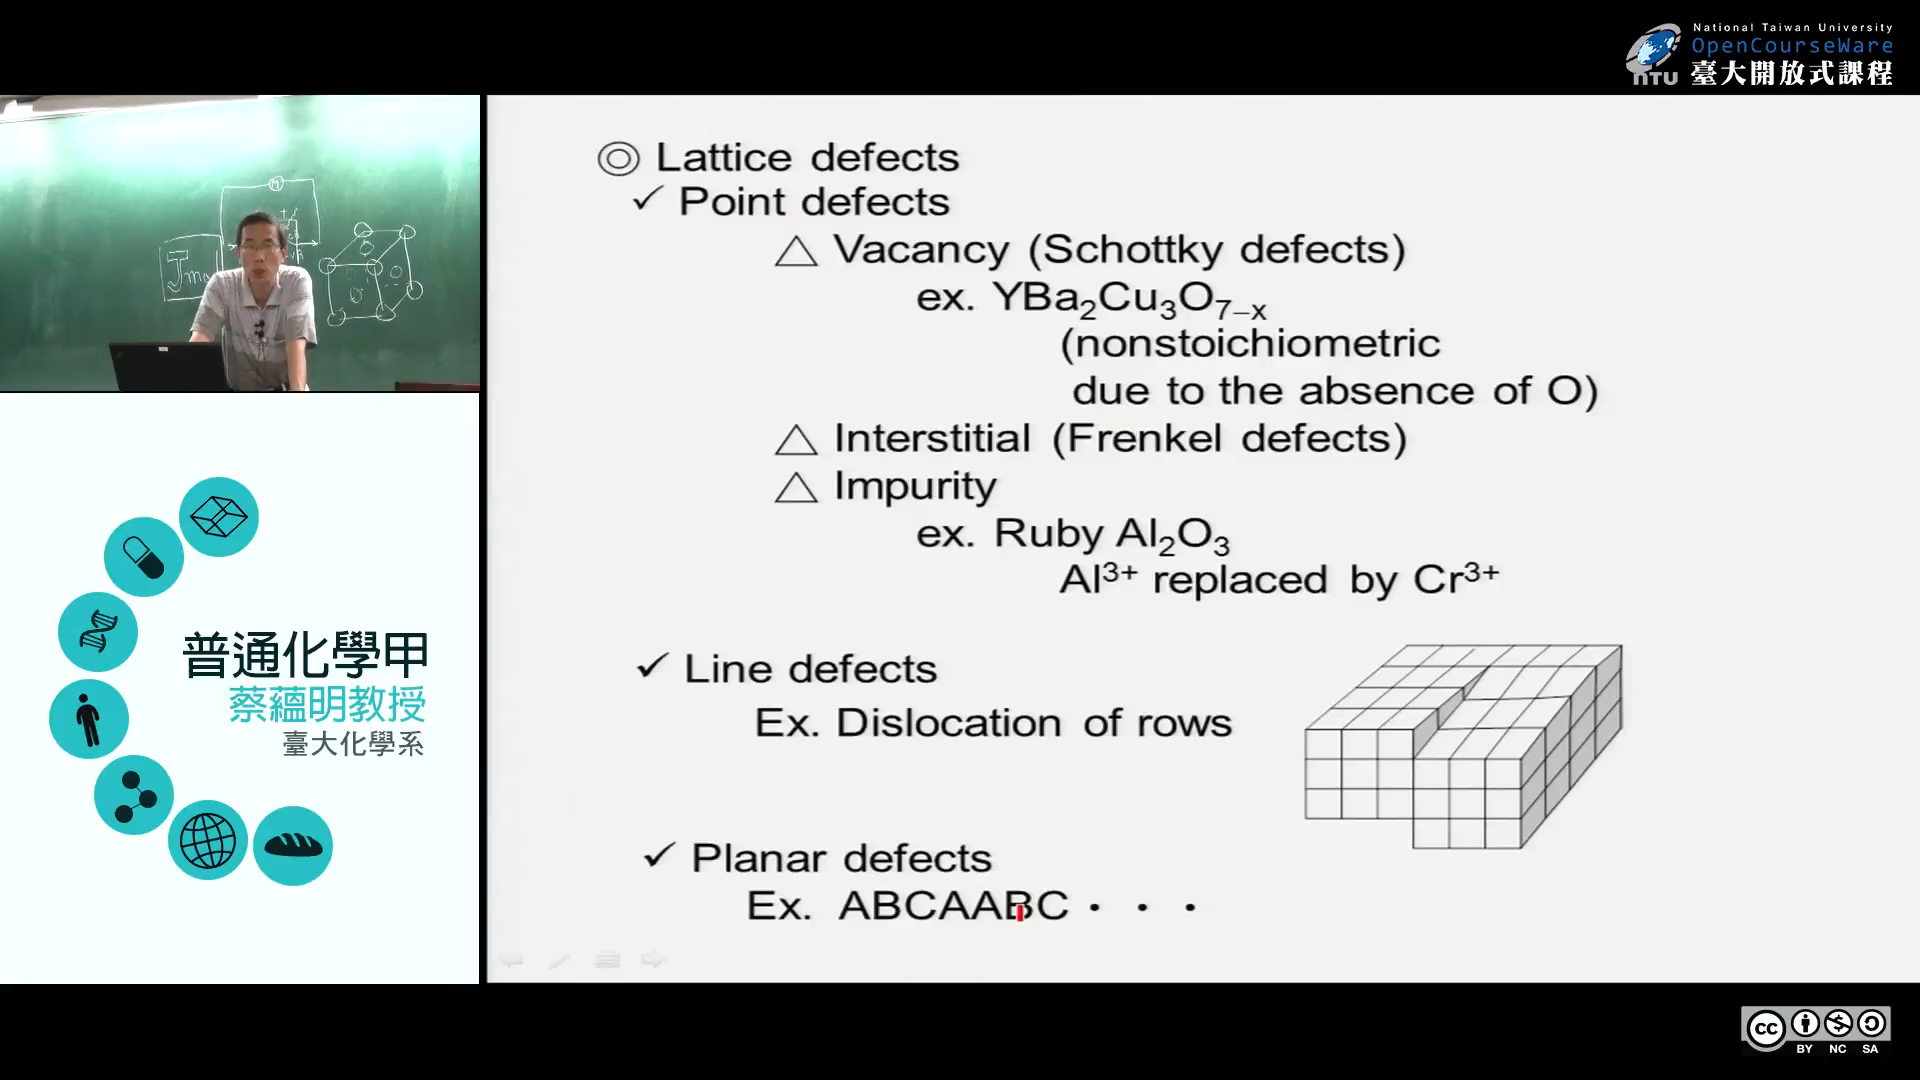 National Taiwan University
OpenCourseWare
臺大開放式課程
NTU
◎ Lattice defects
✓ Point defects
△ Vacancy (Schottky defects)
ex. YBa₂Cu₃O₇₋ₓ
(nonstoichiometric
due to the absence of O)
△ Interstitial (Frenkel defects)
△ Impurity
ex. Ruby Al₂O₃
Al³⁺ replaced by Cr³⁺
✓ Line defects
Ex. Dislocation of rows
✓ Planar defects
Ex. ABCAABC・・・
普通化學甲
蔡蘊明教授
臺大化學系
cc
BY NC SA